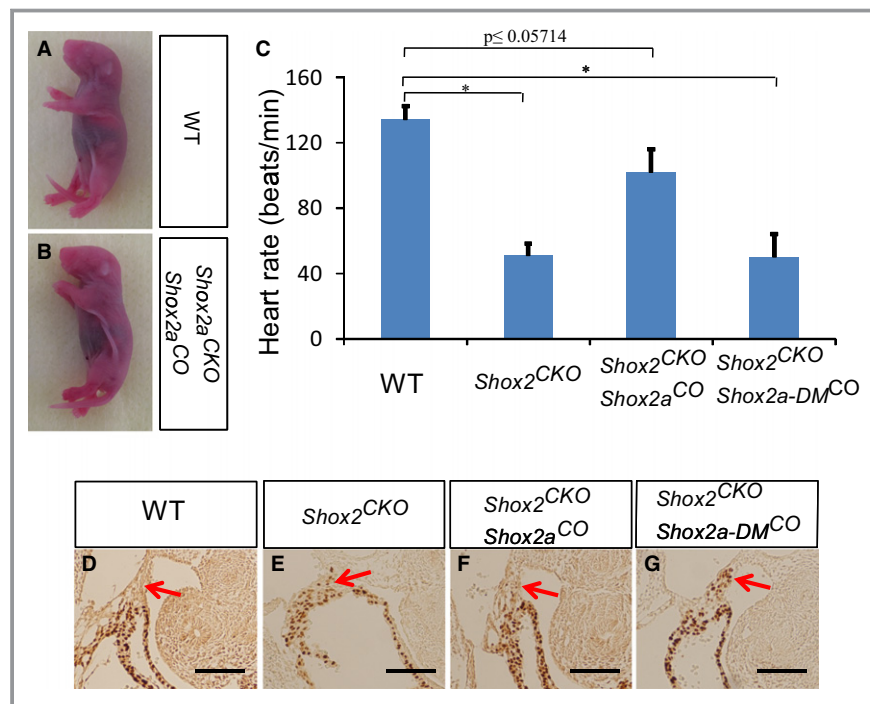 A
WT
B
Shox2a^CKO
Shox2a^CO
C
p≤ 0.05714
*
*
Heart rate (beats/min)
160
120
80
40
0
WT
Shox2^CKO
Shox2^CKO
Shox2a^CO
Shox2^CKO
Shox2a-DM^CO
WT
Shox2^CKO
Shox2^CKO
Shox2a^CO
Shox2^CKO
Shox2a-DM^CO
D
E
F
G